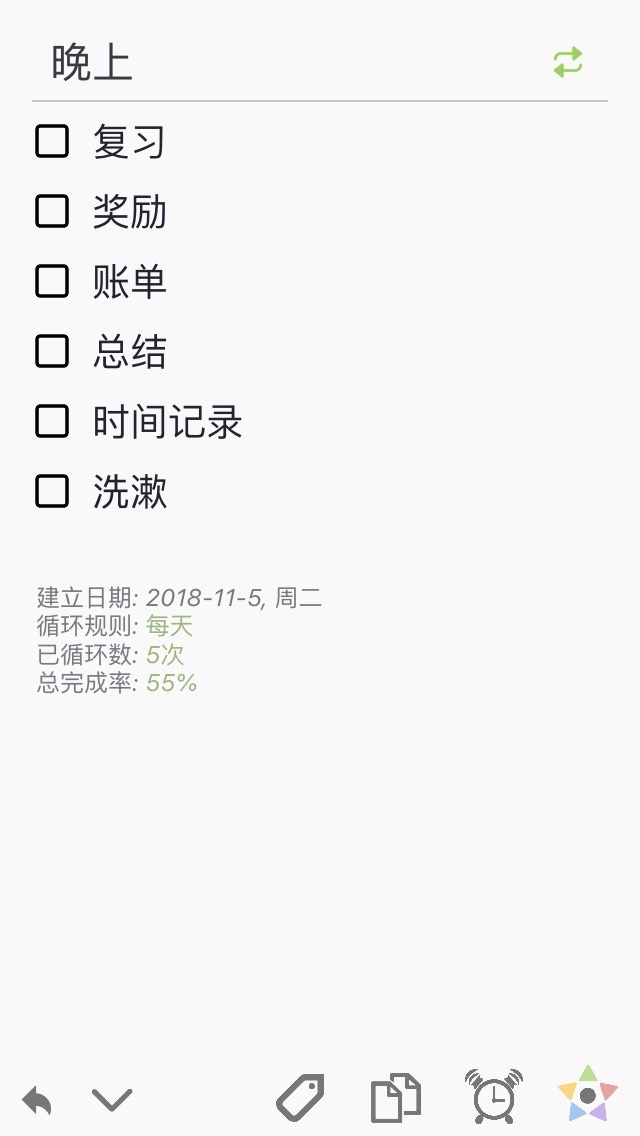 晚上
复习
奖励
账单
总结
时间记录
洗漱
建立日期: 2018-11-5, 周二
循环规则: 每天
已循环数: 5次
总完成率: 55%